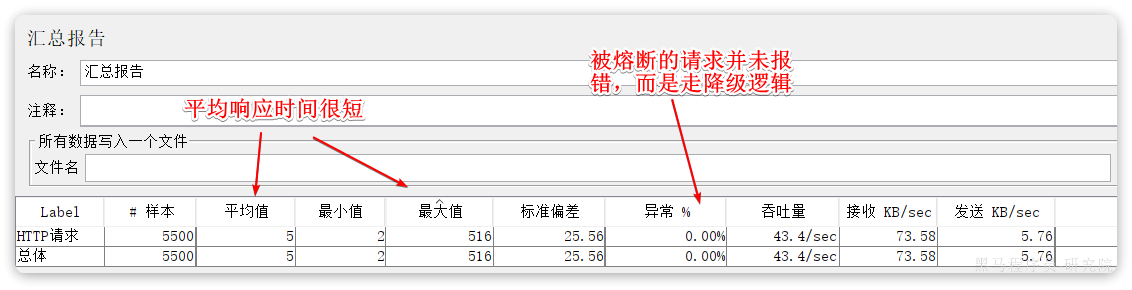 汇总报告
名称： 汇总报告
被熔断的请求并未报
错，而是走降级逻辑
注释：
平均响应时间很短
所有数据写入一个文件
文件名
Label # 样本 平均值 最小值 最大值 标准偏差 异常 % 吞吐量 接收 KB/sec 发送 KB/sec
HTTP请求 5500 5 2 516 25.56 0.00% 43.4/sec 73.58 5.76
总体 5500 5 2 516 25.56 0.00% 43.4/sec 73.58 5.76
黑马程序员 研究院